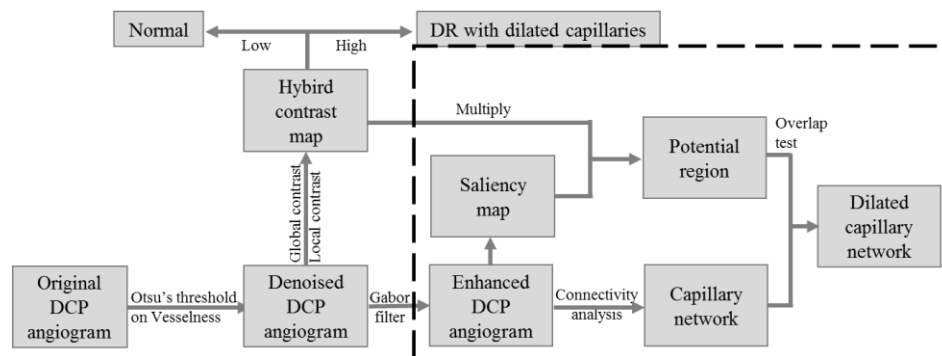 Normal
DR with dilated capillaries
Low
High
Hybird
contrast
map
Multiply
Overlap
test
Potential
region
Saliency
map
Global contrast
Local contrast
Dilated
capillary
network
Original
DCP
angiogram
Otsu's threshold
on Vesselness
Denoised
DCP
angiogram
Gabor
filter
Enhanced
DCP
angiogram
Connectivity
analysis
Capillary
network